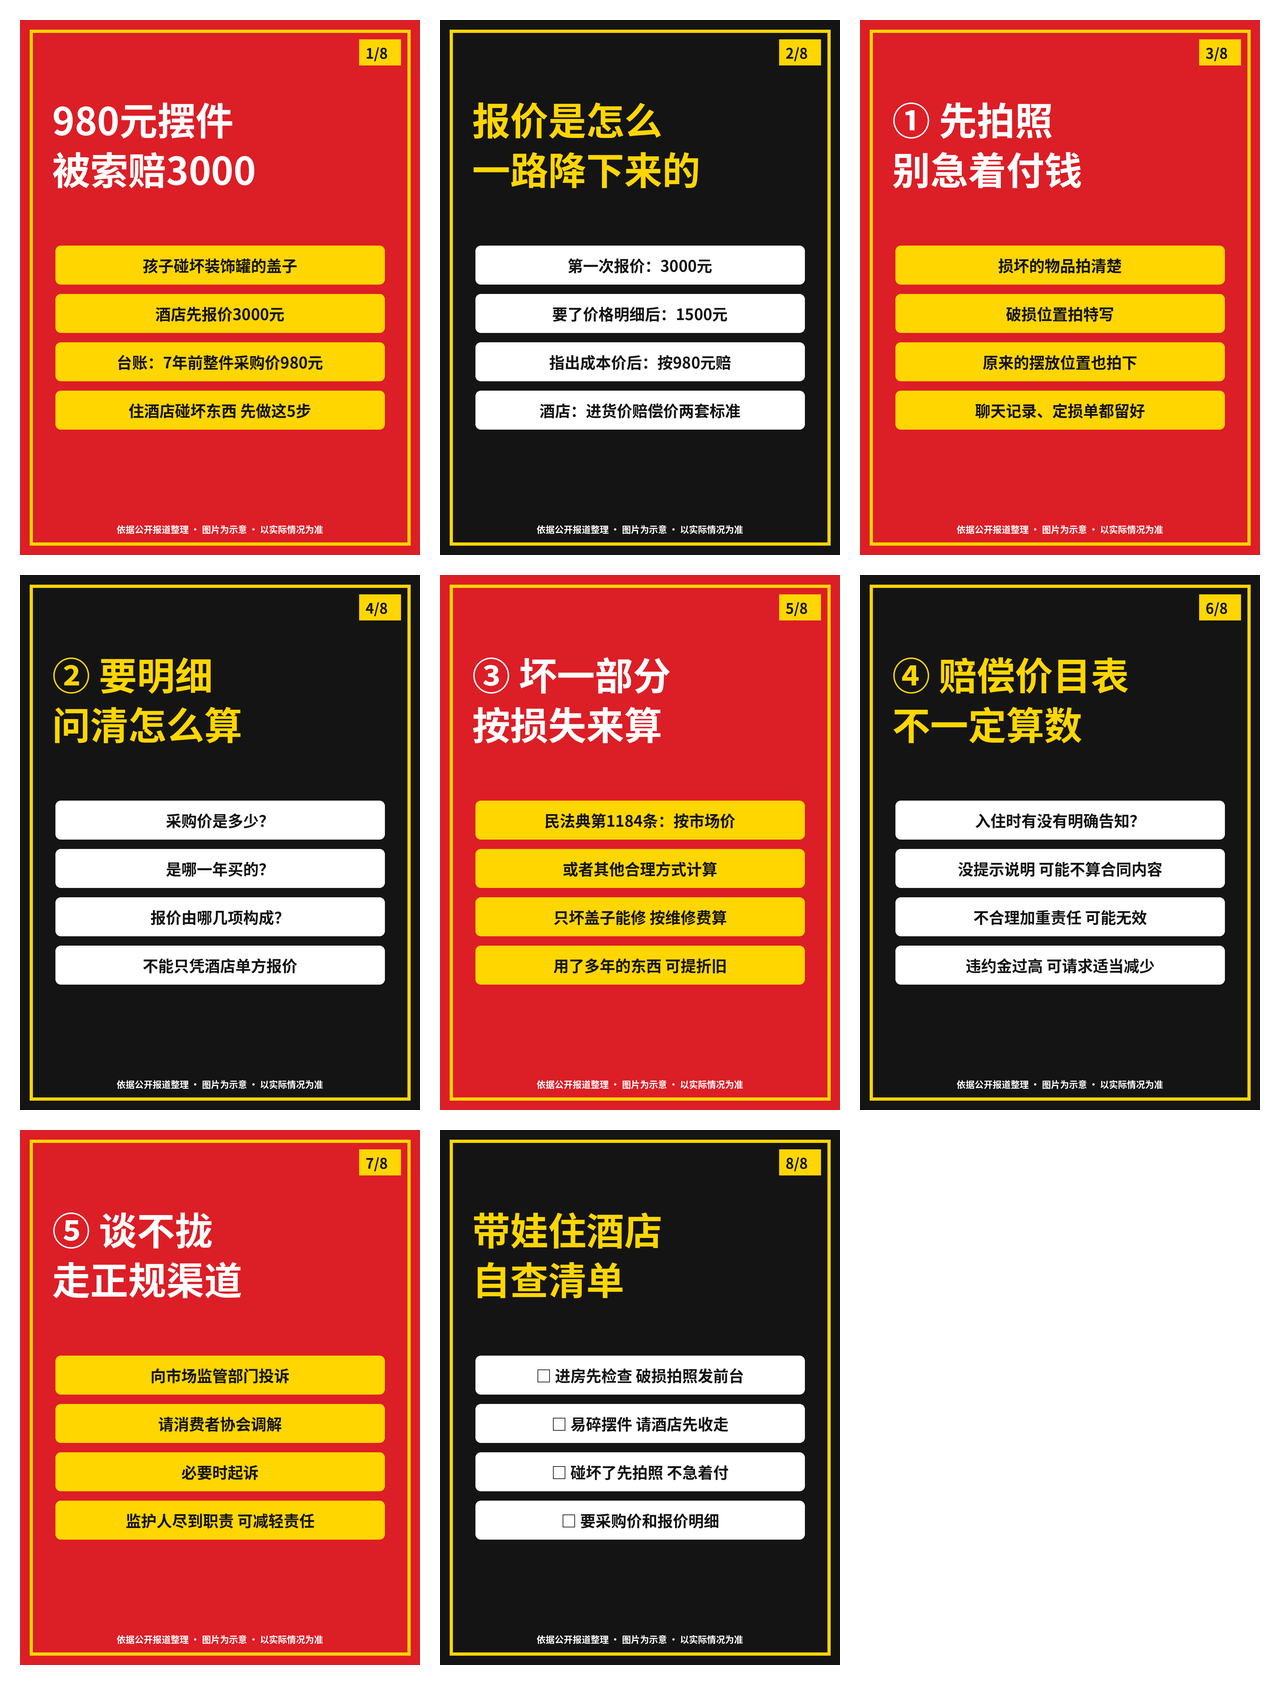 1/8
980元摆件
被索赔3000
孩子碰坏装饰罐的盖子
酒店先报价3000元
台账：7年前整件采购价980元
住酒店碰坏东西 先做这5步
依据公开报道整理 · 图片为示意 · 以实际情况为准
2/8
报价是怎么
一路降下来的
第一次报价：3000元
要了价格明细后：1500元
指出成本价后：按980元赔
酒店：进货价赔偿价两套标准
依据公开报道整理 · 图片为示意 · 以实际情况为准
3/8
① 先拍照
别急着付钱
损坏的物品拍清楚
破损位置拍特写
原来的摆放位置也拍下
聊天记录、定损单都留好
依据公开报道整理 · 图片为示意 · 以实际情况为准
4/8
② 要明细
问清怎么算
采购价是多少？
是哪一年买的？
报价由哪几项构成？
不能只凭酒店单方报价
依据公开报道整理 · 图片为示意 · 以实际情况为准
5/8
③ 坏一部分
按损失来算
民法典第1184条：按市场价
或者其他合理方式计算
只坏盖子能修 按维修费算
用了多年的东西 可提折旧
依据公开报道整理 · 图片为示意 · 以实际情况为准
6/8
④ 赔偿价目表
不一定算数
入住时有没有明确告知？
没提示说明 可能不算合同内容
不合理加重责任 可能无效
违约金过高 可请求适当减少
依据公开报道整理 · 图片为示意 · 以实际情况为准
7/8
⑤ 谈不拢
走正规渠道
向市场监管部门投诉
请消费者协会调解
必要时起诉
监护人尽到职责 可减轻责任
依据公开报道整理 · 图片为示意 · 以实际情况为准
8/8
带娃住酒店
自查清单
□ 进房先检查 破损拍照发前台
□ 易碎摆件 请酒店先收走
□ 碰坏了先拍照 不急着付
□ 要采购价和报价明细
依据公开报道整理 · 图片为示意 · 以实际情况为准